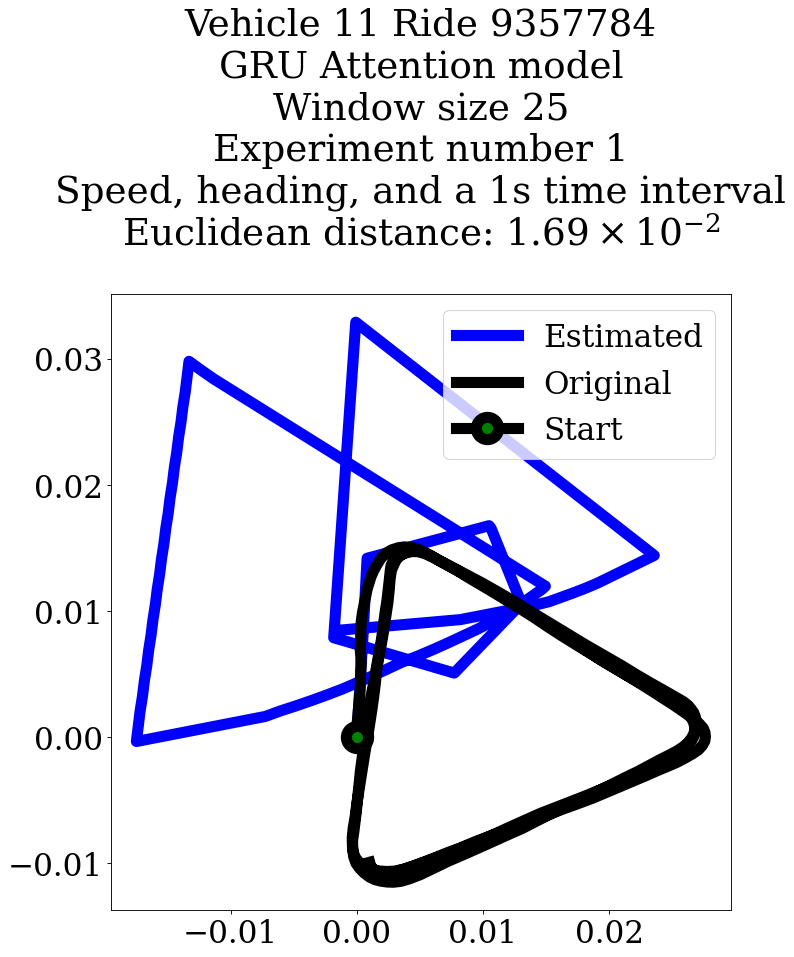 Vehicle 11 Ride 9357784
GRU Attention model
Window size 25
Experiment number 1
Speed, heading, and a 1s time interval
Euclidean distance: 1.69 × 10⁻²
Estimated
Original
Start
0.03
0.02
0.01
0.00
−0.01
−0.01
0.00
0.01
0.02